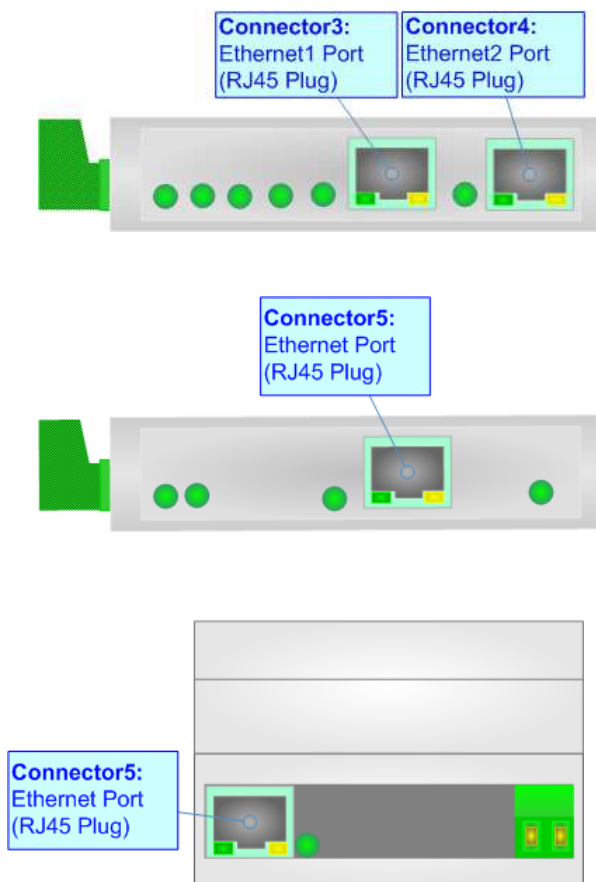 Connector3:
Ethernet1 Port
(RJ45 Plug)
Connector4:
Ethernet2 Port
(RJ45 Plug)
Connector5:
Ethernet Port
(RJ45 Plug)
Connector5:
Ethernet Port
(RJ45 Plug)